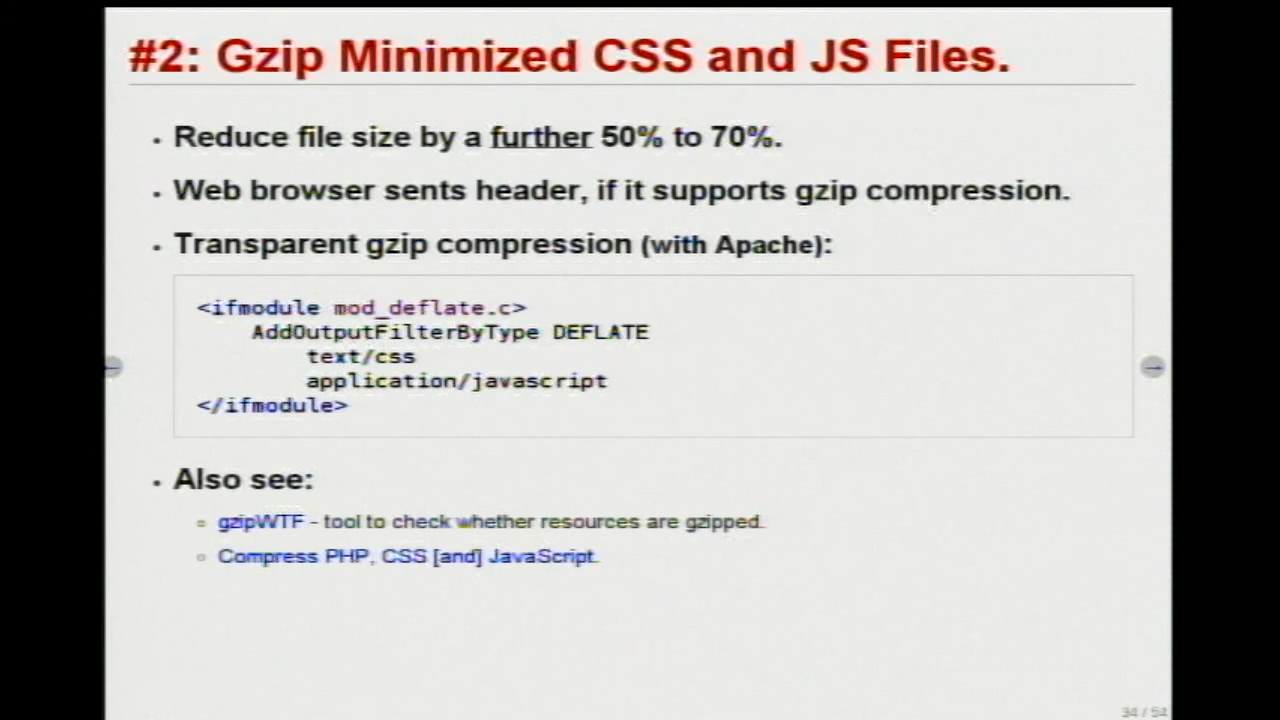 #2: Gzip Minimized CSS and JS Files.
• Reduce file size by a further 50% to 70%.
• Web browser sents header, if it supports gzip compression.
• Transparent gzip compression (with Apache):
<ifmodule mod_deflate.c>
AddOutputFilterByType DEFLATE
text/css
application/javascript
</ifmodule>
• Also see:
gzipWTF - tool to check whether resources are gzipped.
Compress PHP, CSS [and] JavaScript.
34 / 54